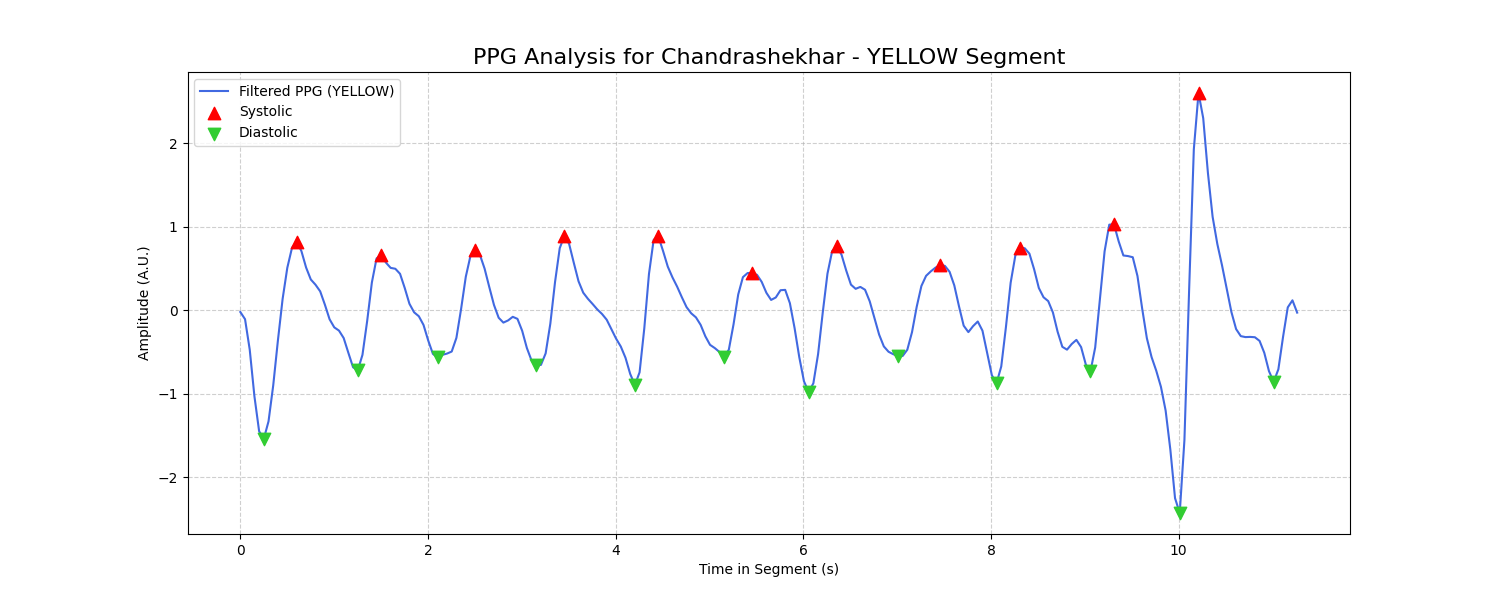 PPG Analysis for Chandrashekhar - YELLOW Segment
Filtered PPG (YELLOW)
Systolic
Diastolic
Amplitude (A.U.)
2
1
0
−1
−2
0 2 4 6 8 10
Time in Segment (s)